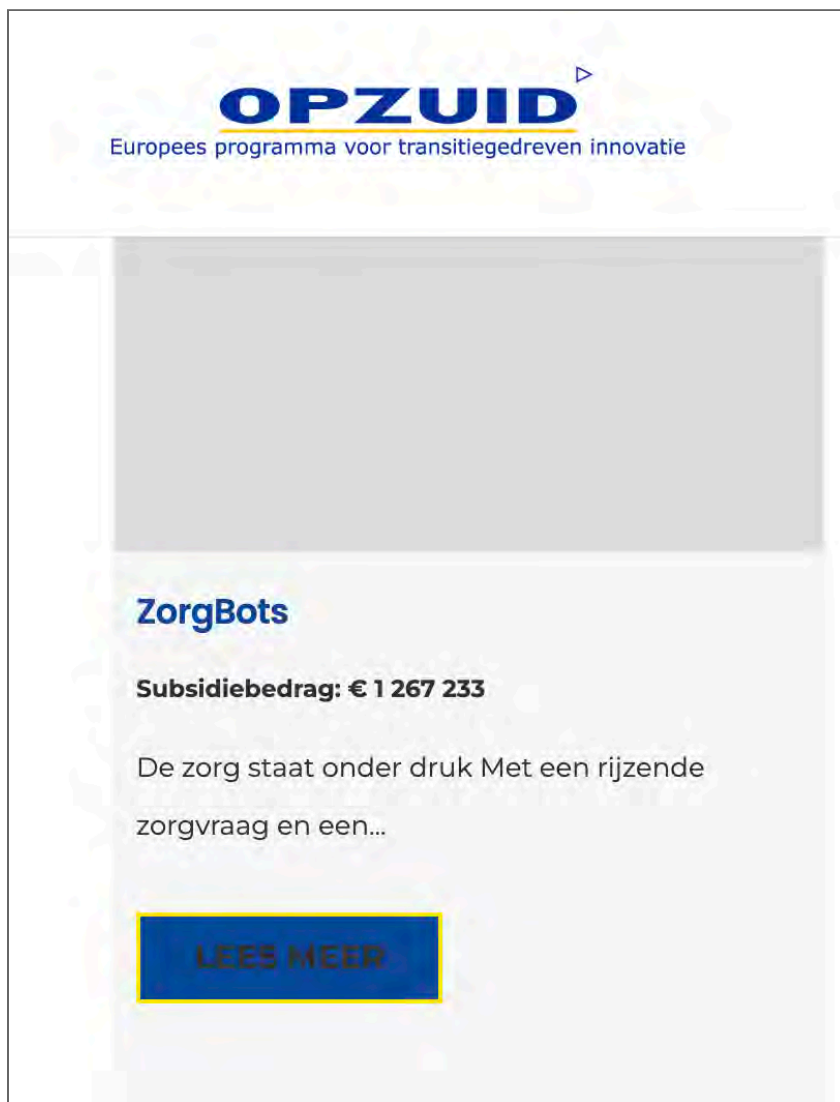 OPZUID
Europees programma voor transitiegedreven innovatie
ZorgBots
Subsidiebedrag: € 1 267 233
De zorg staat onder druk Met een rijzende
zorgvraag en een...
LEES MEER